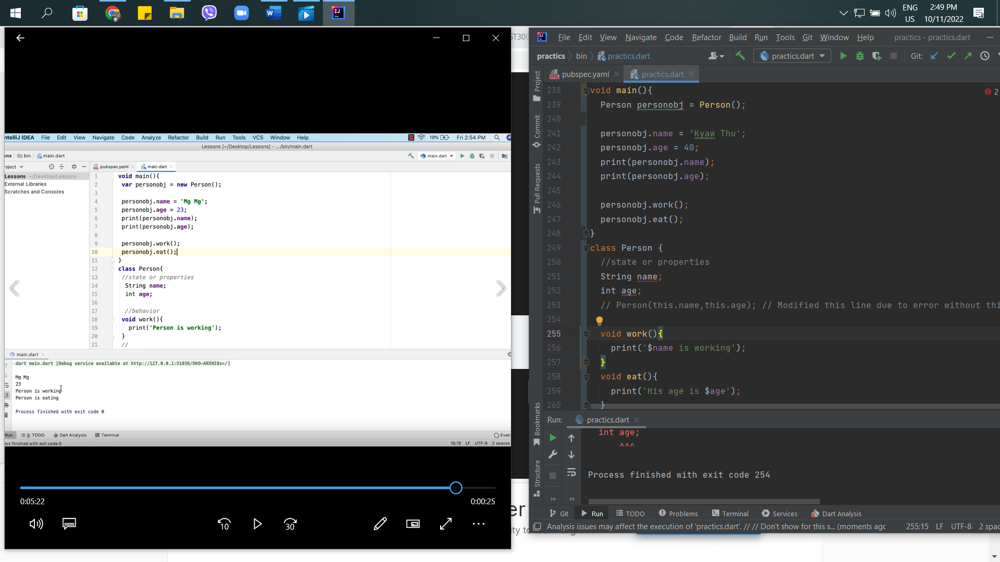 ENG
US
2:49 PM
10/11/2022
GT300
IntelliJ IDEA File Edit View Navigate Code Analyze Refactor Build Run Tools VCS Window Help 19% Fri 2:54 PM
Lessons [~/Desktop/Lessons] - .../bin/main.dart
ons bin main.dart main.dart
oject pubspec.yaml main.dart
Lessons ~/Desktop/Lessons
External Libraries
Scratches and Consoles
1 void main(){
2 var personobj = new Person();
3
4 personobj.name = 'Mg Mg';
5 personobj.age = 23;
6 print(personobj.name);
7 print(personobj.age);
8
9 personobj.work();
10 personobj.eat();
11 }
12 class Person{
13 //state or properties
14 String name;
15 int age;
16
17 //behavior
18 void work(){
19 print('Person is working');
20 }
21 //
main.dart
dart main.dart [Debug service available at http://127.0.0.1:51036/OKO-ARXNI8s=/]
Mg Mg
23
Person is working
Person is eating
Process finished with exit code 0
Run 6: TODO Dart Analysis Terminal Even
ess finished with exit code 0 10:19 LF UTF-8 2 spaces
0:05:22 0:00:25
10 30
er
ity to
File Edit View Navigate Code Refactor Build Run Tools Git Window Help practics - practics.dart
practics bin practics.dart practics.dart Git:
pubspec.yaml practics.dart
Project
Commit
Pull Requests
Bookmarks
Structure
238 void main(){ 2
239 Person personobj = Person();
240
241 personobj.name = 'Kyaw Thu';
242 personobj.age = 40;
243 print(personobj.name);
244 print(personobj.age);
245
246 personobj.work();
247 personobj.eat();
248 }
249 class Person {
250 //state or properties
251 String name;
252 int age;
253 // Person(this.name,this.age); // Modified this line due to error without thi
254
255 void work(){
256 print('$name is working');
257 }
258 void eat(){
259 print('His age is $age');
260 }
Run: practics.dart
int age;
^^^
Process finished with exit code 254
Git Run TODO Problems Terminal Services Dart Analysis
Analysis issues may affect the execution of 'practics.dart'. // // Don't show for this s... (moments agc 255:15 LF UTF-8 2 spac